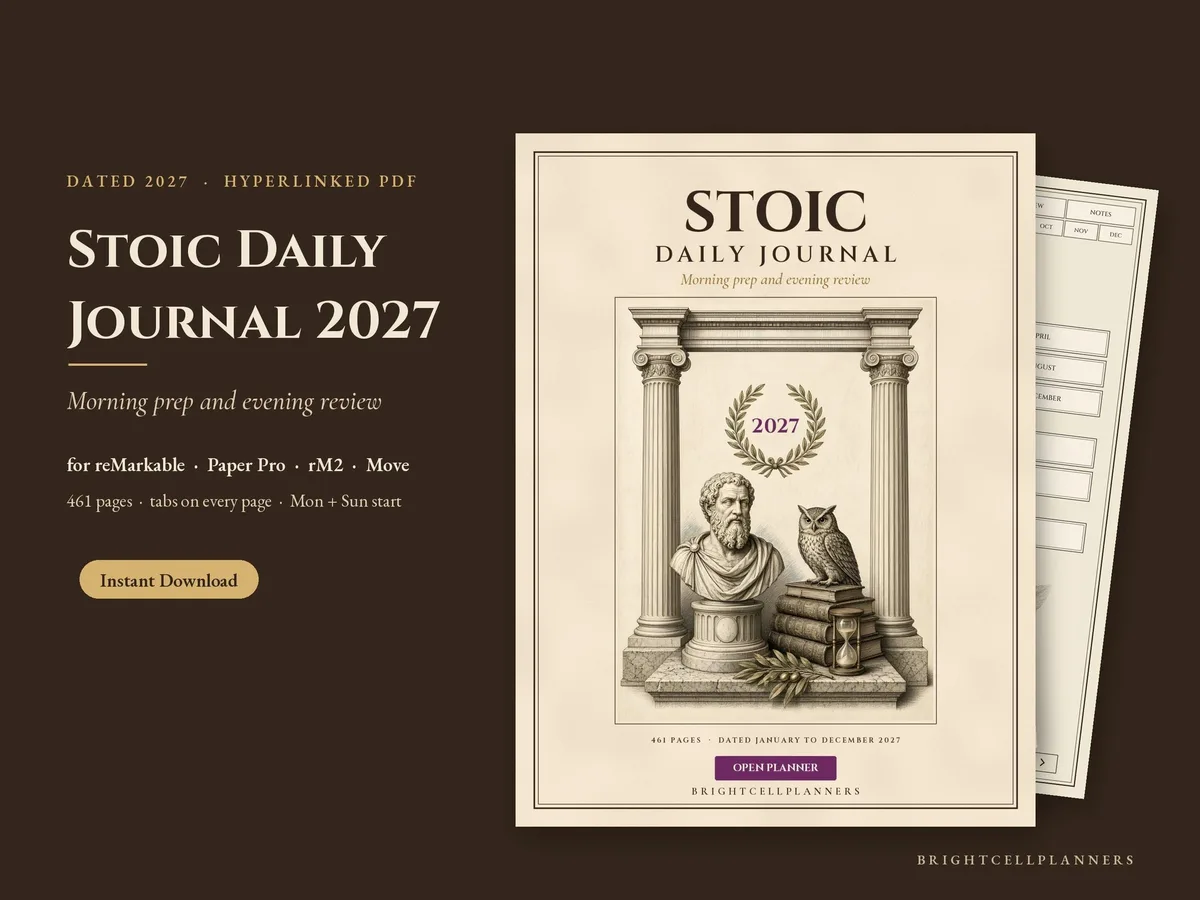 DATED 2027 · HYPERLINKED PDF
STOIC DAILY
JOURNAL 2027
Morning prep and evening review
for reMarkable · Paper Pro · rM2 · Move
461 pages · tabs on every page · Mon + Sun start
Instant Download
STOIC
DAILY JOURNAL
Morning prep and evening review
2027
461 PAGES · DATED JANUARY TO DECEMBER 2027
OPEN PLANNER
BRIGHTCELLPLANNERS
NOTES
OCT NOV DEC
BRIGHTCELLPLANNERS